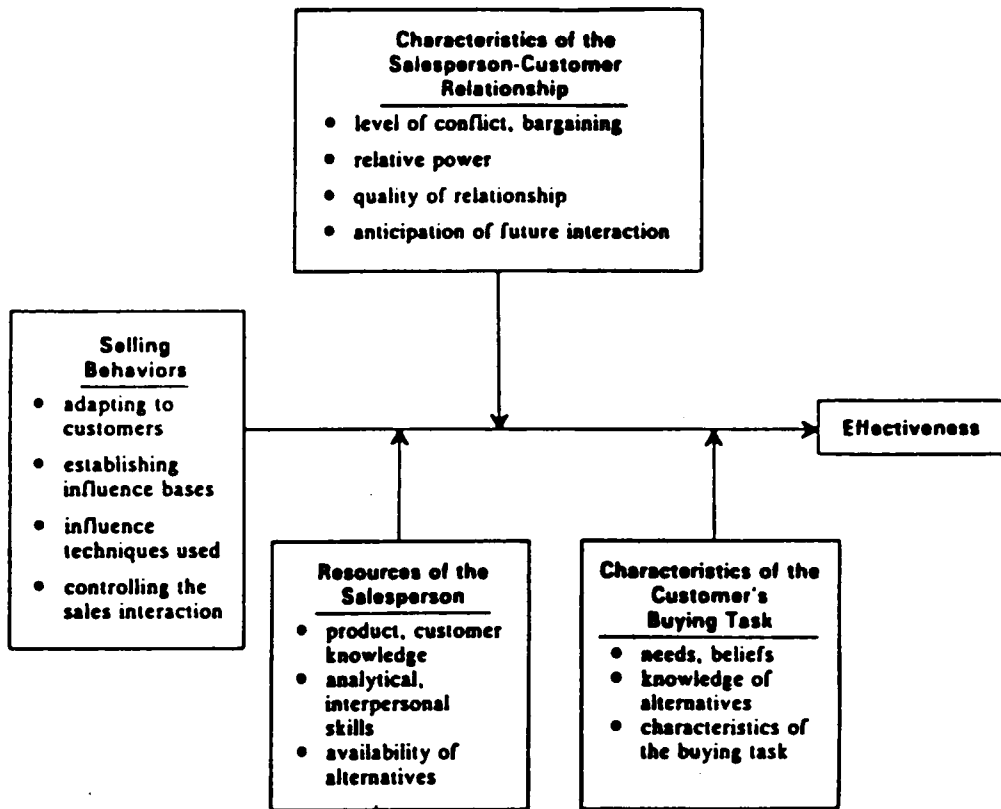 Characteristics of the
Salesperson-Customer
Relationship
• level of conflict, bargaining
• relative power
• quality of relationship
• anticipation of future interaction
Selling
Behaviors
• adapting to
customers
• establishing
influence bases
• influence
techniques used
• controlling the
sales interaction
Effectiveness
Resources of the
Salesperson
• product, customer
knowledge
• analytical,
interpersonal
skills
• availability of
alternatives
Characteristics of the
Customer's
Buying Task
• needs, beliefs
• knowledge of
alternatives
• characteristics of
the buying task